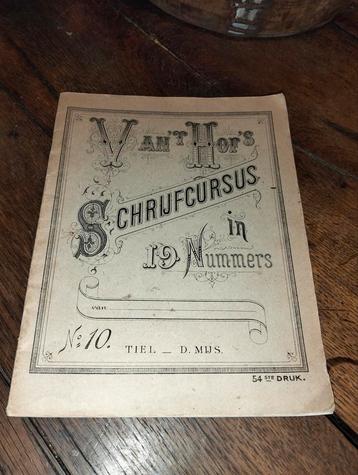 VAN 'T HOF'S
SCHRIJFCURSUS
in
19 NUMMERS
van
No. 10.
TIEL _ D. MIJS.
54STE DRUK.